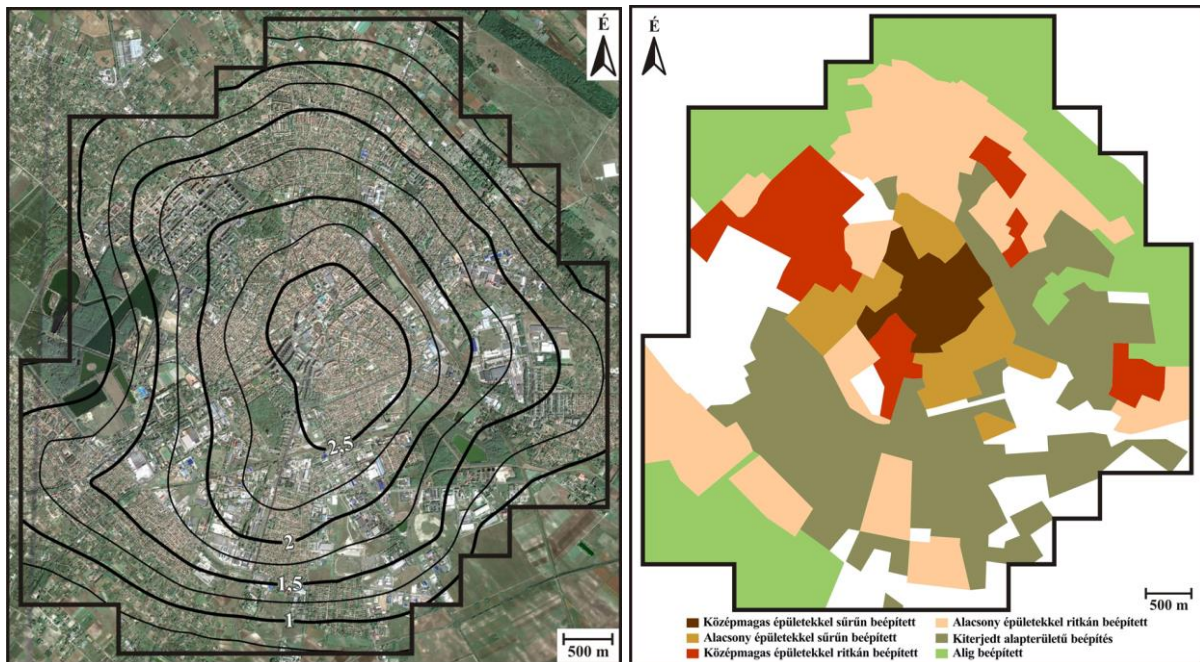 É
2,5
2
1,5
1
500 m
É
500 m
Középmagas épületekkel sűrűn beépített
Alacsony épületekkel sűrűn beépített
Középmagas épületekkel ritkán beépített
Alacsony épületekkel ritkán beépített
Kiterjedt alapterületű beépítés
Alig beépített